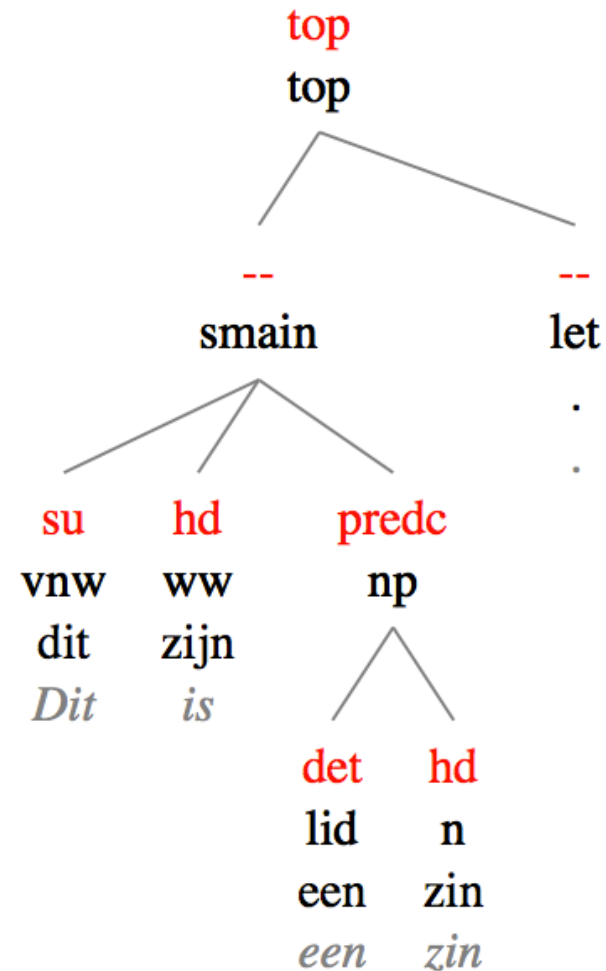 top
top
-- --
smain let
.
.
su hd predc
vnw ww np
dit zijn
Dit is
det hd
lid n
een zin
een zin